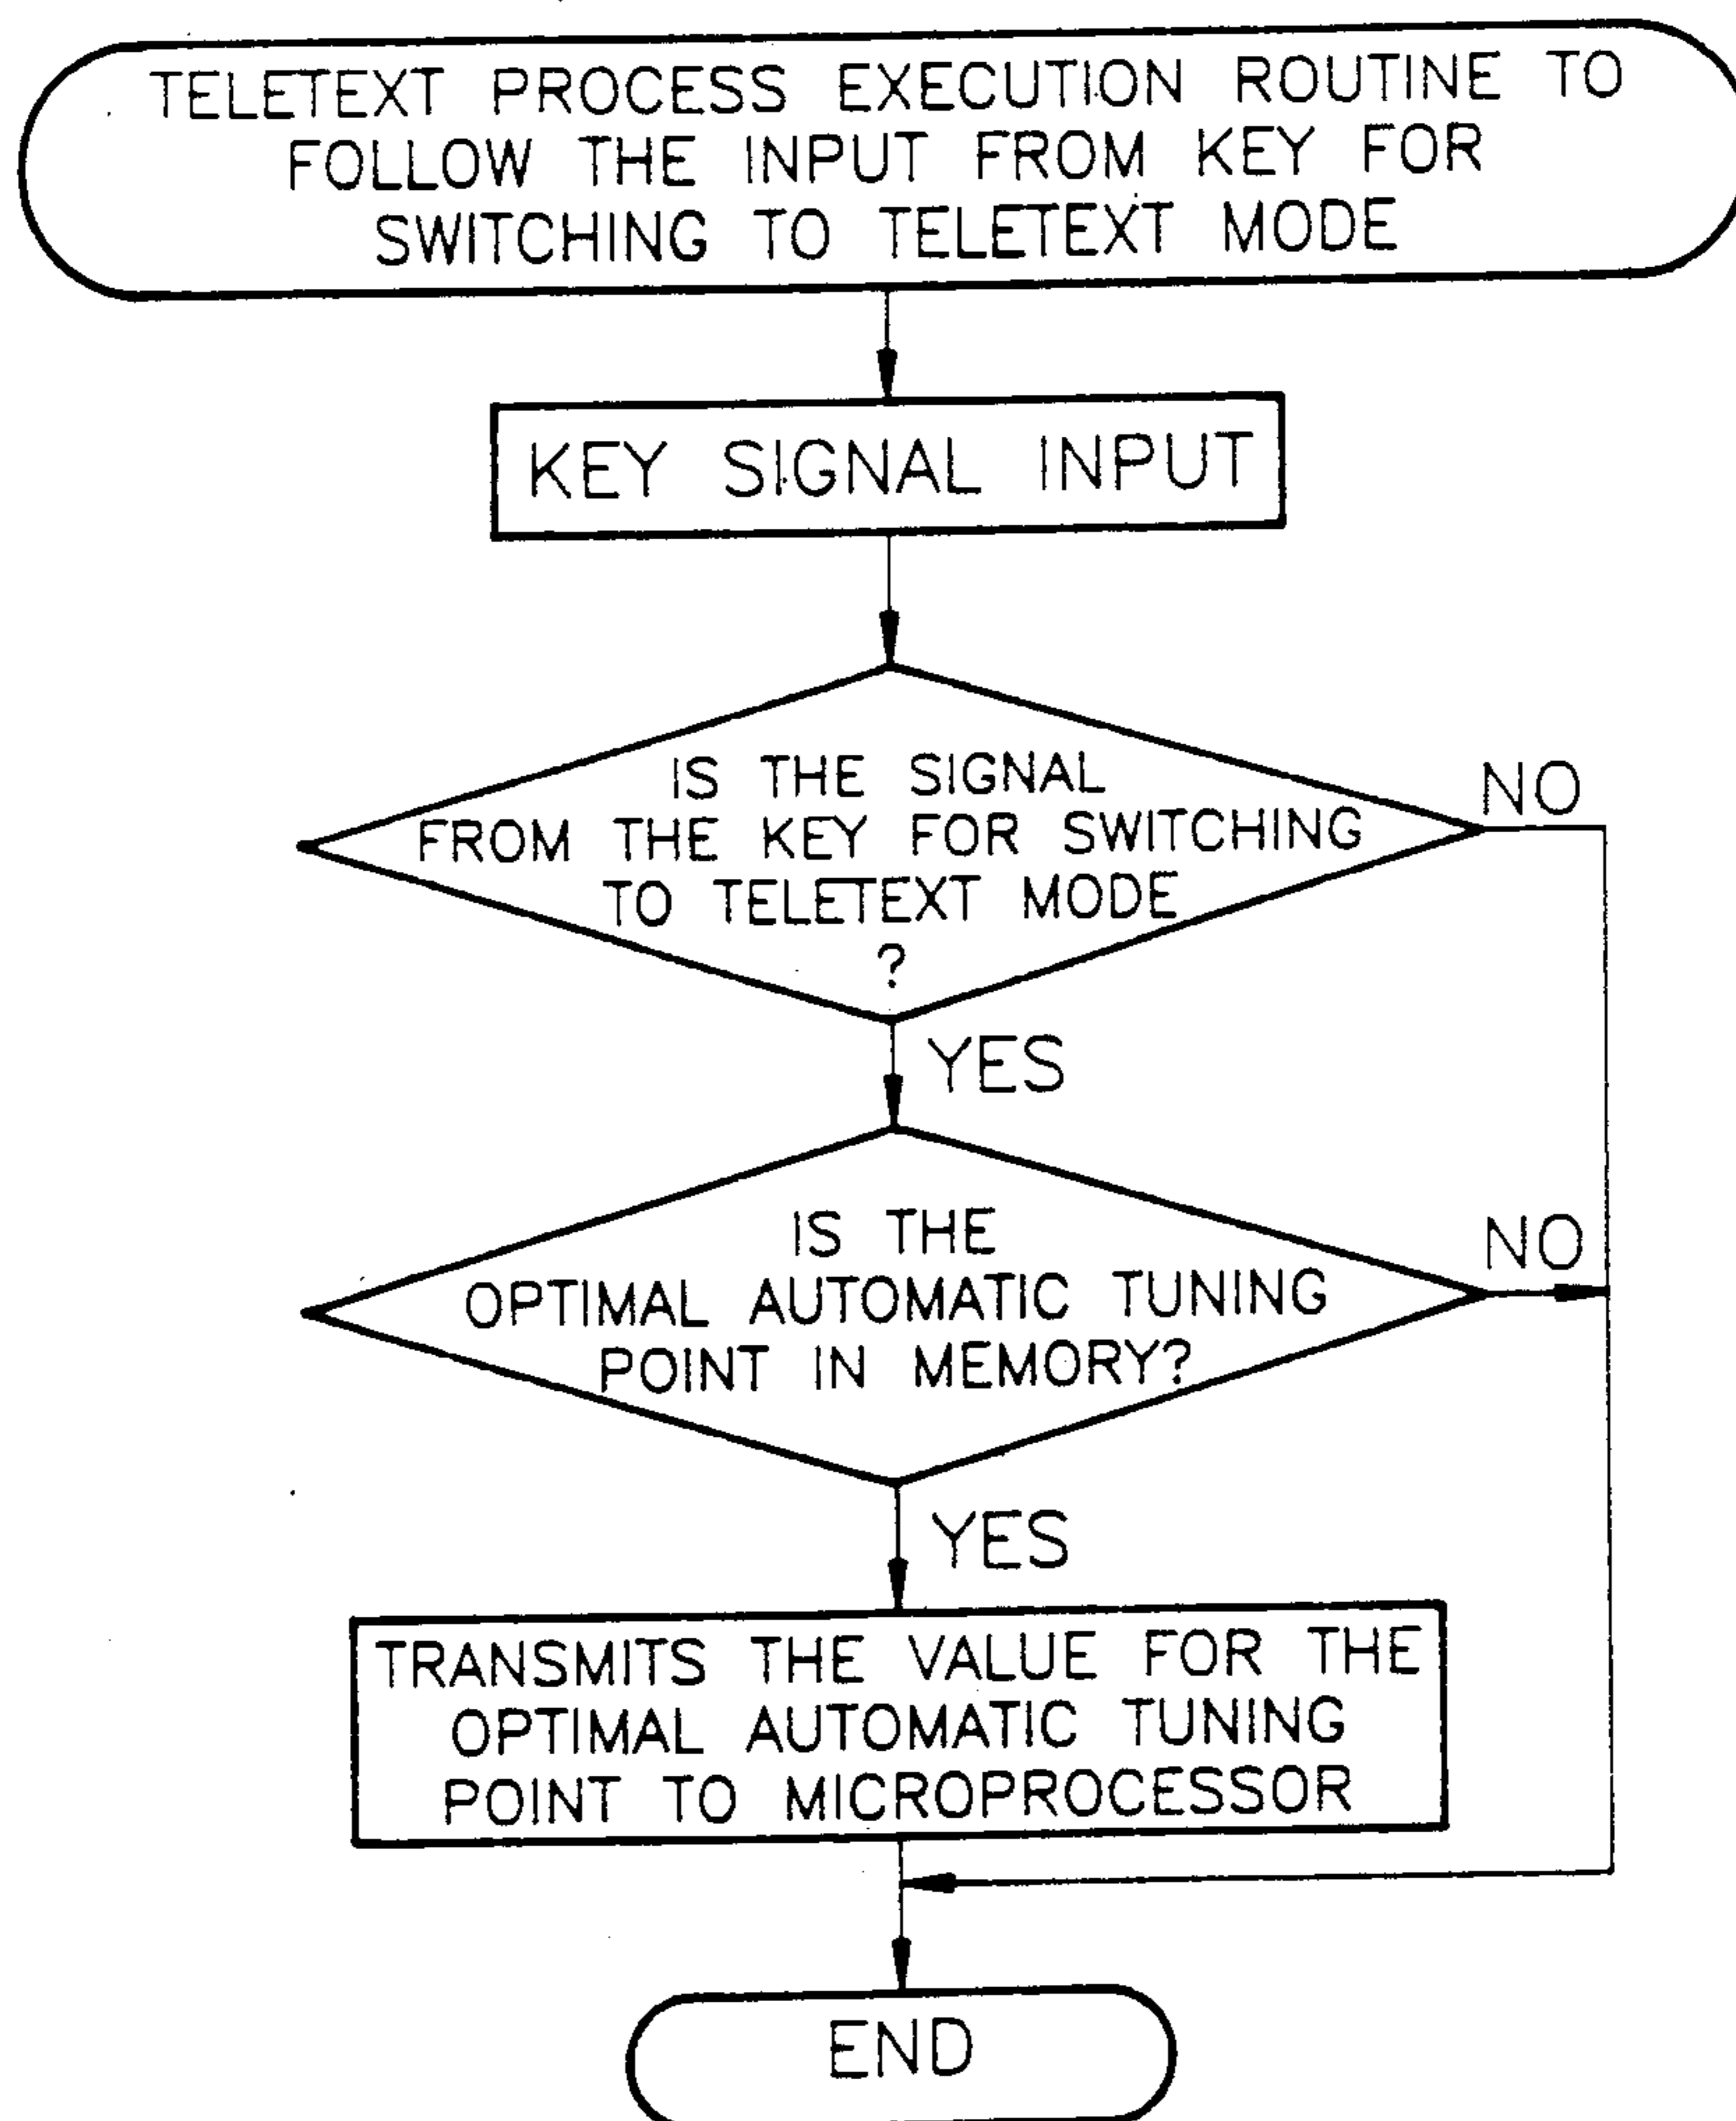 TELETEXT PROCESS EXECUTION ROUTINE TO
FOLLOW THE INPUT FROM KEY FOR
SWITCHING TO TELETEXT MODE
KEY SIGNAL INPUT
IS THE SIGNAL
FROM THE KEY FOR SWITCHING
TO TELETEXT MODE
?
NO
YES
IS THE
OPTIMAL AUTOMATIC TUNING
POINT IN MEMORY?
NO
YES
TRANSMITS THE VALUE FOR THE
OPTIMAL AUTOMATIC TUNING
POINT TO MICROPROCESSOR
END